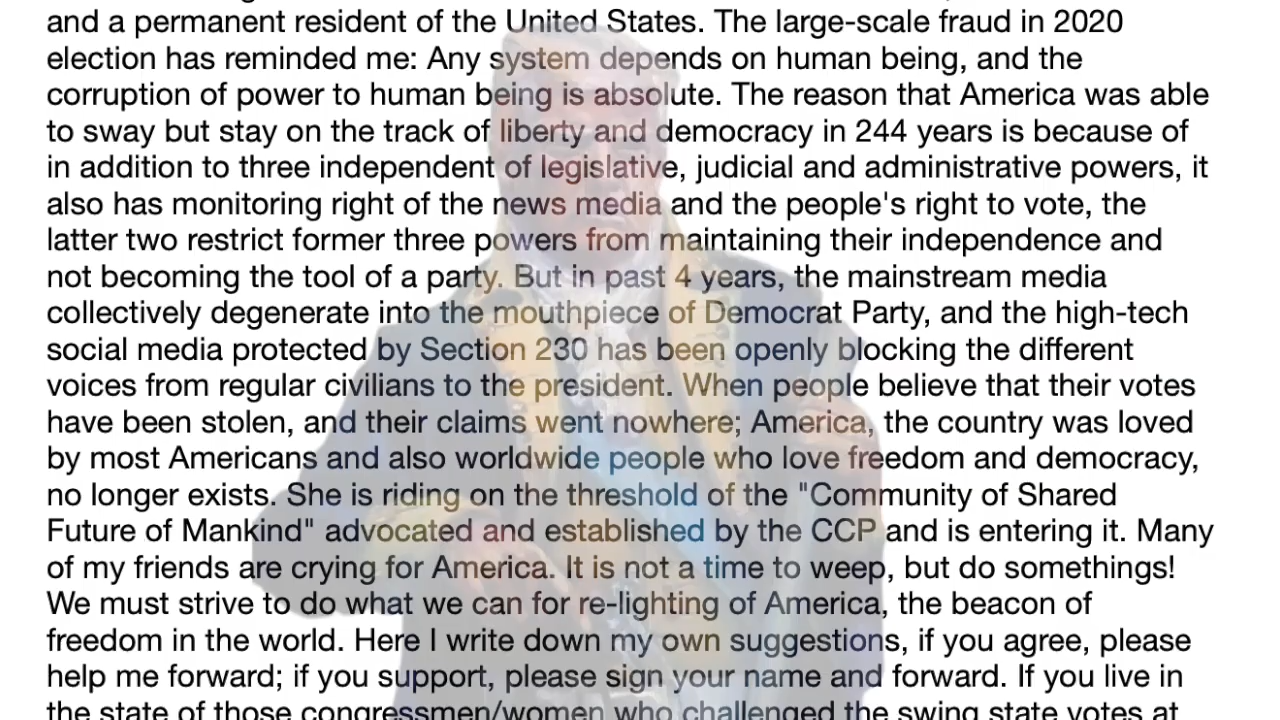 and a permanent resident of the United States. The large-scale fraud in 2020
election has reminded me: Any system depends on human being, and the
corruption of power to human being is absolute. The reason that America was able
to sway but stay on the track of liberty and democracy in 244 years is because of
in addition to three independent of legislative, judicial and administrative powers, it
also has monitoring right of the news media and the people's right to vote, the
latter two restrict former three powers from maintaining their independence and
not becoming the tool of a party. But in past 4 years, the mainstream media
collectively degenerate into the mouthpiece of Democrat Party, and the high-tech
social media protected by Section 230 has been openly blocking the different
voices from regular civilians to the president. When people believe that their votes
have been stolen, and their claims went nowhere; America, the country was loved
by most Americans and also worldwide people who love freedom and democracy,
no longer exists. She is riding on the threshold of the "Community of Shared
Future of Mankind" advocated and established by the CCP and is entering it. Many
of my friends are crying for America. It is not a time to weep, but do somethings!
We must strive to do what we can for re-lighting of America, the beacon of
freedom in the world. Here I write down my own suggestions, if you agree, please
help me forward; if you support, please sign your name and forward. If you live in
the state of those congressmen/women who challenged the swing state votes at